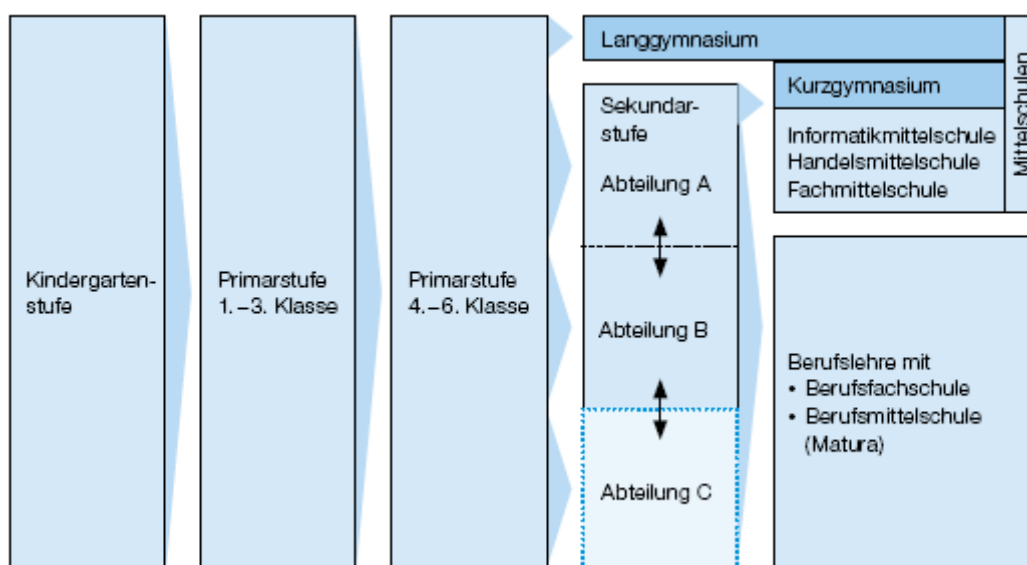 Kindergarten-
stufe
Primarstufe
1.–3. Klasse
Primarstufe
4.–6. Klasse
Langgymnasium
Sekundar-
stufe
Abteilung A
Abteilung B
Abteilung C
Kurzgymnasium
Informatikmittelschule
Handelsmittelschule
Fachmittelschule
Mittelschulen
Berufslehre mit
• Berufsfachschule
• Berufsmittelschule
(Matura)